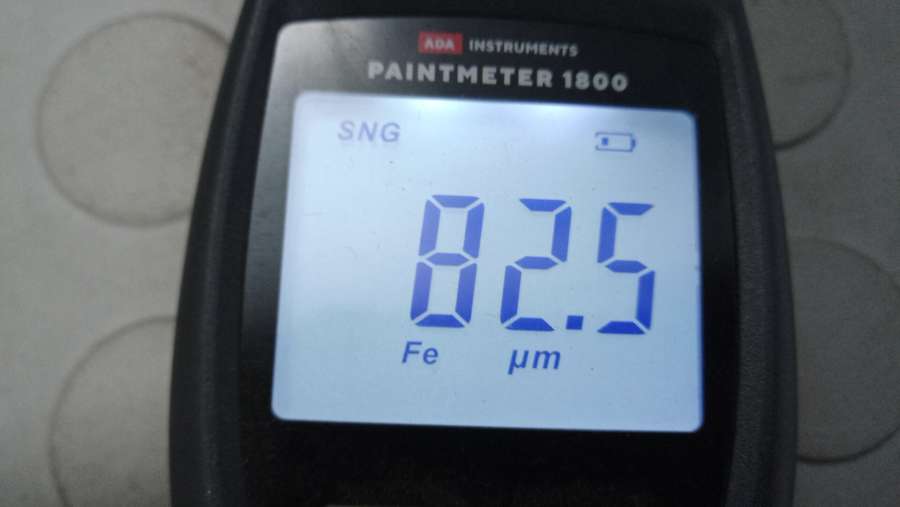 ADA INSTRUMENTS
PAINTMETER 1800
SNG
82.5
Fe µm